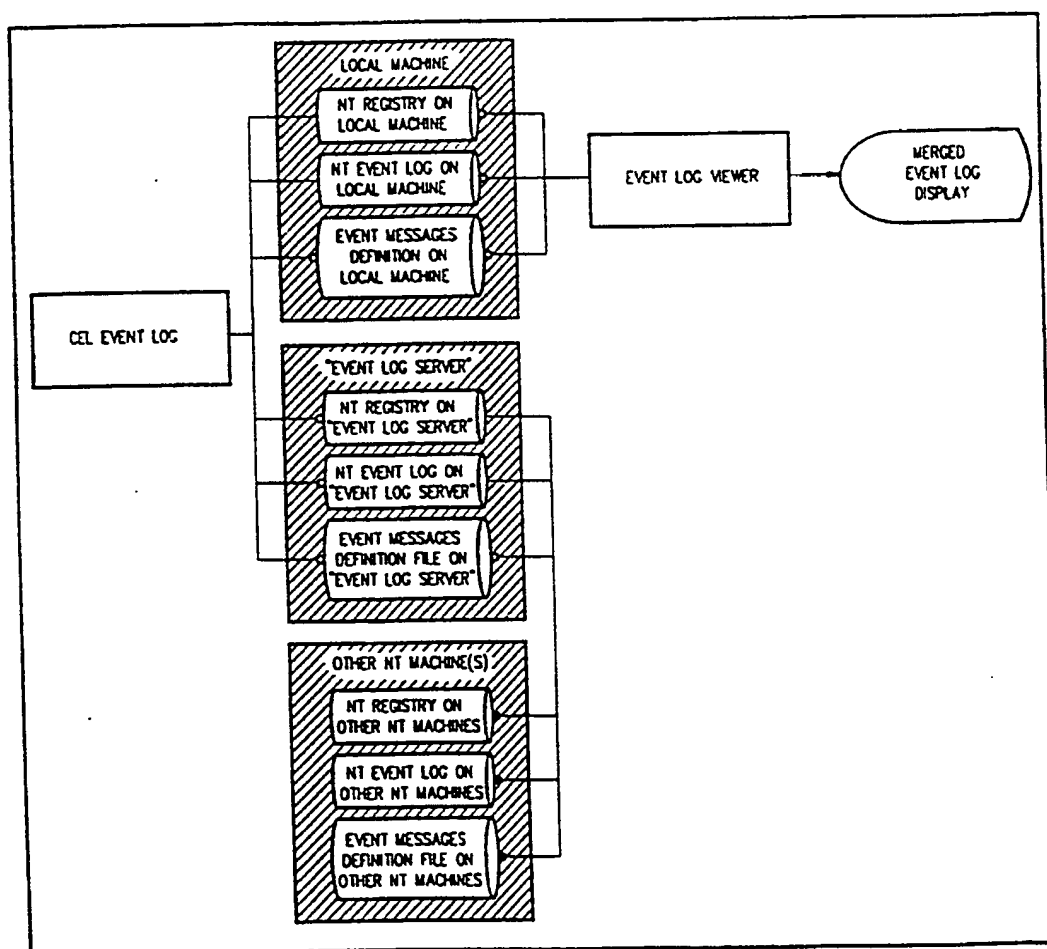 LOCAL MACHINE
NT REGISTRY ON
LOCAL MACHINE
NT EVENT LOG ON
LOCAL MACHINE
EVENT MESSAGES
DEFINITION ON
LOCAL MACHINE
EVENT LOG VIEWER
MERGED
EVENT LOG
DISPLAY
CEL EVENT LOG
"EVENT LOG SERVER"
NT REGISTRY ON
"EVENT LOG SERVER"
NT EVENT LOG ON
"EVENT LOG SERVER"
EVENT MESSAGES
DEFINITION FILE ON
"EVENT LOG SERVER"
OTHER NT MACHINE(S)
NT REGISTRY ON
OTHER NT MACHINES
NT EVENT LOG ON
OTHER NT MACHINES
EVENT MESSAGES
DEFINITION FILE ON
OTHER NT MACHINES